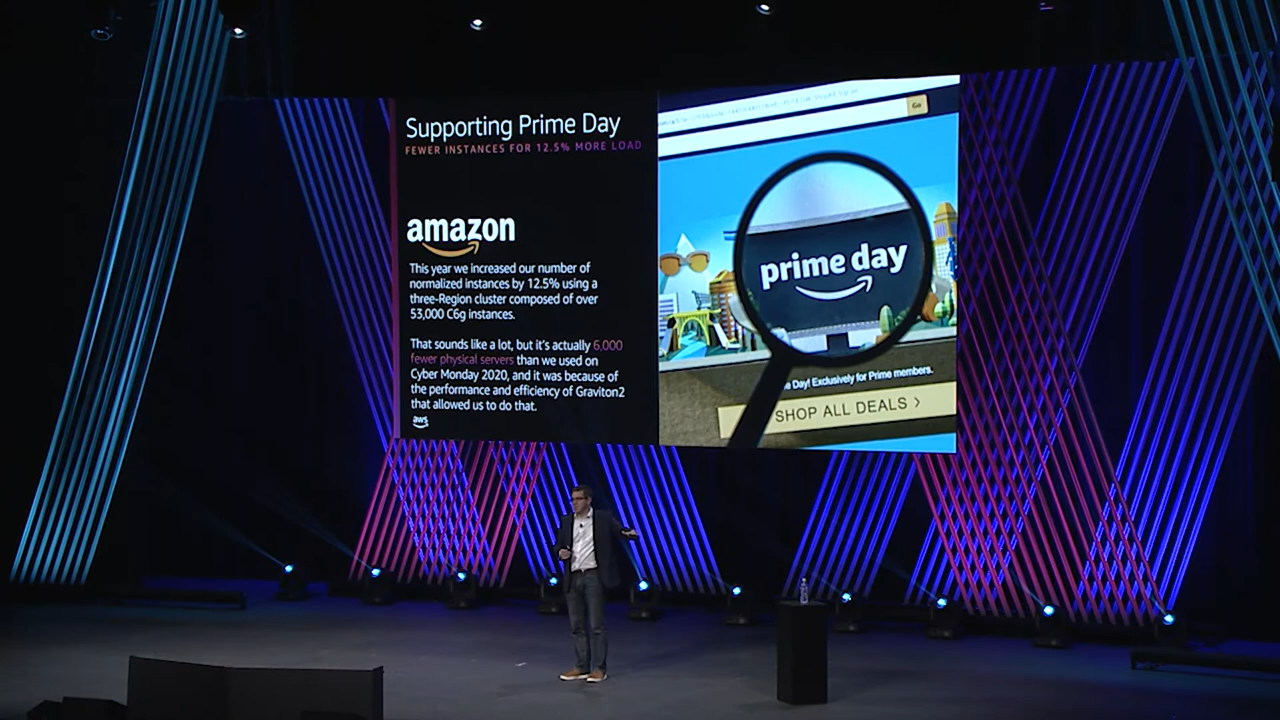 Supporting Prime Day
FEWER INSTANCES FOR 12.5% MORE LOAD
amazon
This year we increased our number of
normalized instances by 12.5% using a
three-Region cluster composed of over
53,000 C6g instances.
That sounds like a lot, but it's actually 6,000
fewer physical servers than we used on
Cyber Monday 2020, and it was because of
the performance and efficiency of Graviton2
that allowed us to do that.
aws
Go
prime day
e Day! Exclusively for Prime members.
SHOP ALL DEALS >